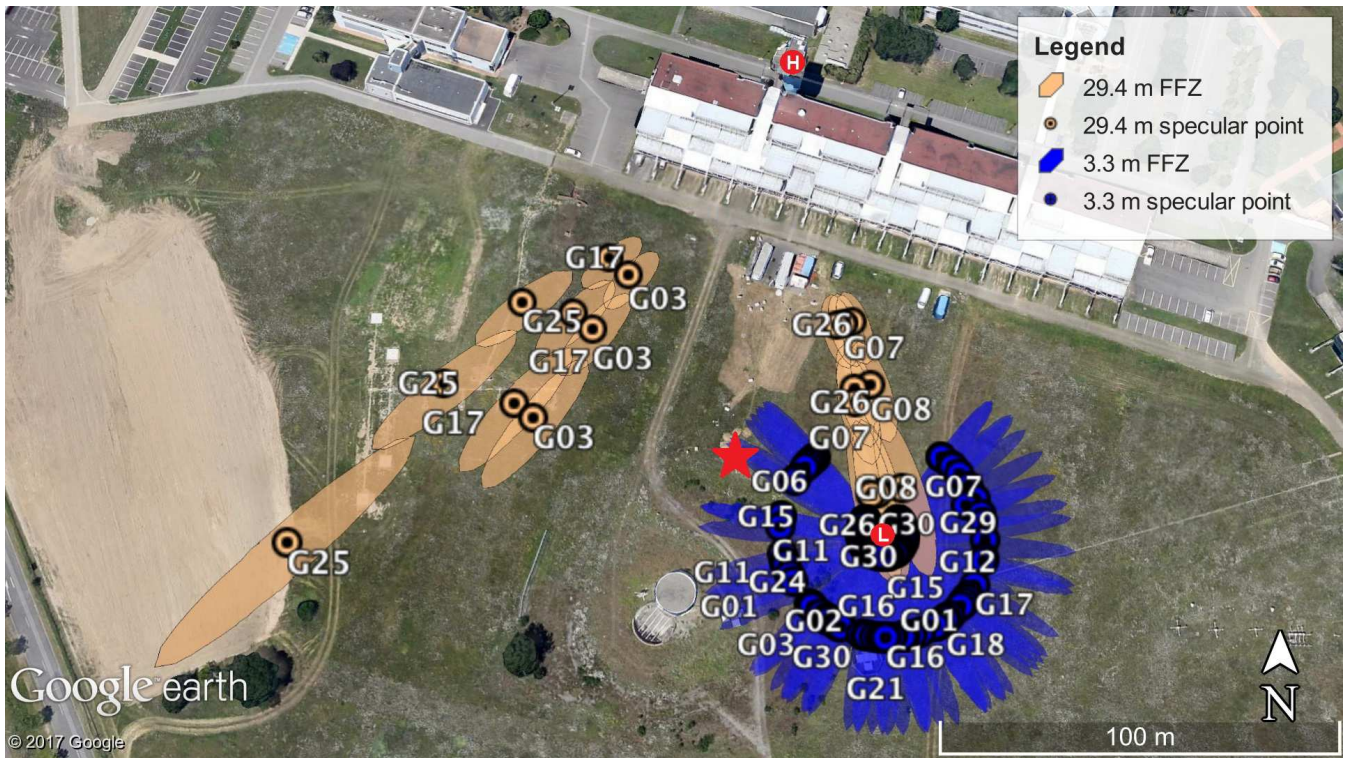 H
Legend
29.4 m FFZ
29.4 m specular point
3.3 m FFZ
3.3 m specular point
G17
G03
G25
G17
G03
G26
G07
G25
G17
G03
G26
G08
G07
G06
G08
G07
G15
G26
G30
G29
L
G11
G30
G12
G25
G11
G24
G15
G01
G16
G17
G02
G01
G03
G30
G16
G18
G21
Google earth
N
© 2017 Google
100 m